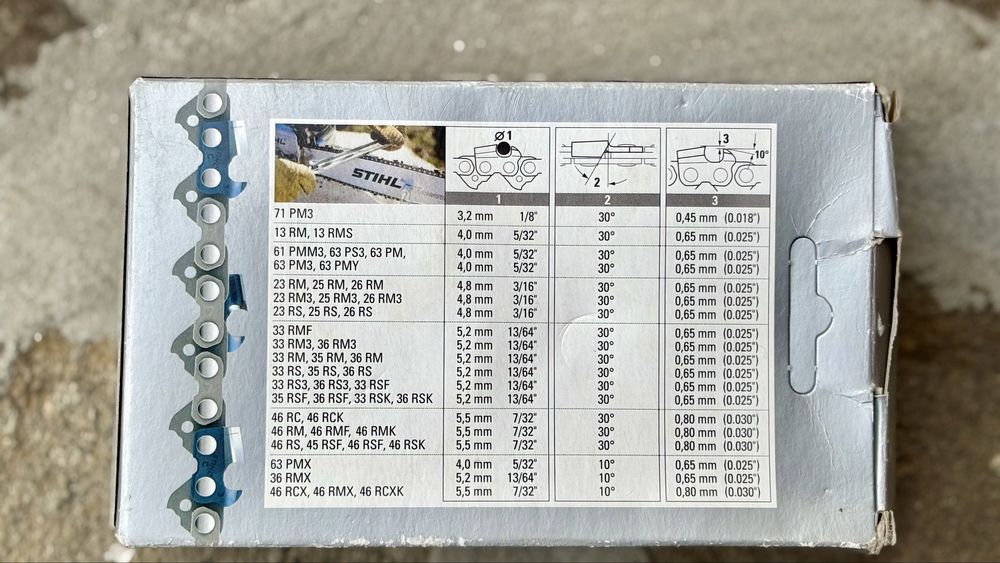 STIHL
Ø 1
2
3
10°
1 2 3
71 PM3 3,2 mm 1/8" 30° 0,45 mm (0.018")
13 RM, 13 RMS 4,0 mm 5/32" 30° 0,65 mm (0.025")
61 PMM3, 63 PS3, 63 PM, 4,0 mm 5/32" 30° 0,65 mm (0.025")
63 PM3, 63 PMY 4,0 mm 5/32" 30° 0,65 mm (0.025")
23 RM, 25 RM, 26 RM 4,8 mm 3/16" 30° 0,65 mm (0.025")
23 RM3, 25 RM3, 26 RM3 4,8 mm 3/16" 30° 0,65 mm (0.025")
23 RS, 25 RS, 26 RS 4,8 mm 3/16" 30° 0,65 mm (0.025")
33 RMF 5,2 mm 13/64" 30° 0,65 mm (0.025")
33 RM3, 36 RM3 5,2 mm 13/64" 30° 0,65 mm (0.025")
33 RM, 35 RM, 36 RM 5,2 mm 13/64" 30° 0,65 mm (0.025")
33 RS, 35 RS, 36 RS 5,2 mm 13/64" 30° 0,65 mm (0.025")
33 RS3, 36 RS3, 33 RSF 5,2 mm 13/64" 30° 0,65 mm (0.025")
35 RSF, 36 RSF, 33 RSK, 36 RSK 5,2 mm 13/64" 30° 0,65 mm (0.025")
46 RC, 46 RCK 5,5 mm 7/32" 30° 0,80 mm (0.030")
46 RM, 46 RMF, 46 RMK 5,5 mm 7/32" 30° 0,80 mm (0.030")
46 RS, 45 RSF, 46 RSF, 46 RSK 5,5 mm 7/32" 30° 0,80 mm (0.030")
63 PMX 4,0 mm 5/32" 10° 0,65 mm (0.025")
36 RMX 5,2 mm 13/64" 10° 0,65 mm (0.025")
46 RCX, 46 RMX, 46 RCXK 5,5 mm 7/32" 10° 0,80 mm (0.030")